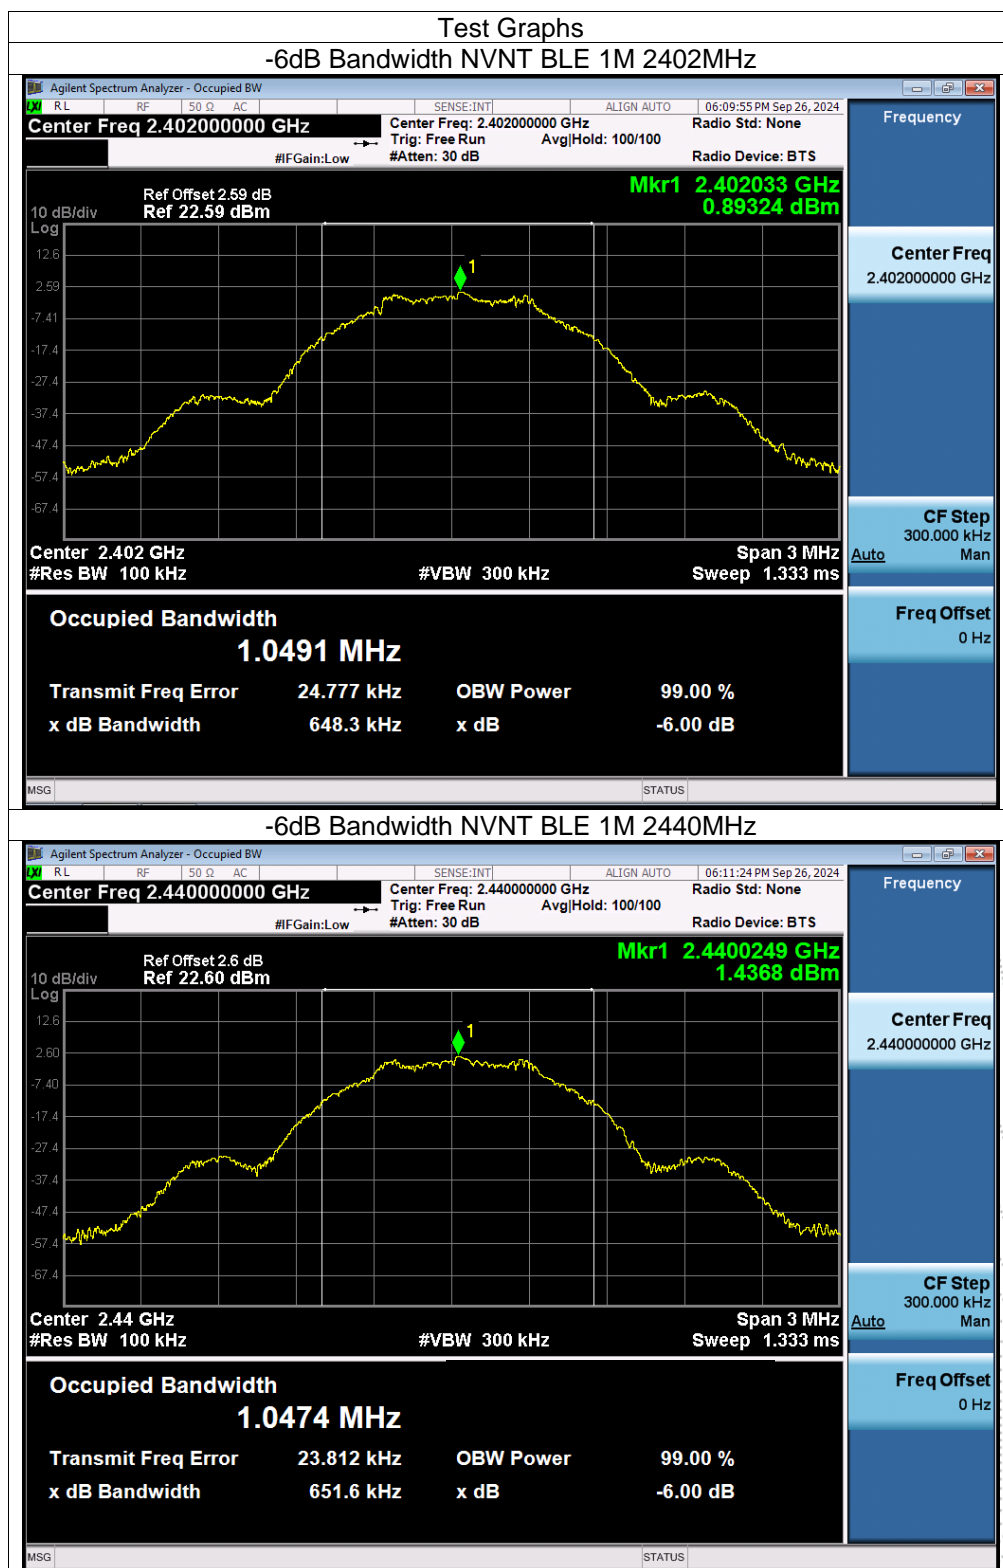 Test Graphs
-6dB Bandwidth NVNT BLE 1M 2402MHz
Agilent Spectrum Analyzer - Occupied BW
LXI RL RF 50 Ω AC SENSE:INT ALIGN AUTO 06:09:55 PM Sep 26, 2024
Center Freq 2.402000000 GHz Center Freq: 2.402000000 GHz Radio Std: None Frequency
Trig: Free Run Avg|Hold: 100/100
#IFGain:Low #Atten: 30 dB Radio Device: BTS
Mkr1 2.402033 GHz
0.89324 dBm
Ref Offset 2.59 dB
10 dB/div Ref 22.59 dBm
Log
12.6
2.59
-7.41
-17.4
-27.4
-37.4
-47.4
-57.4
-67.4
1
Center Freq
2.402000000 GHz
Center 2.402 GHz Span 3 MHz
#Res BW 100 kHz #VBW 300 kHz Sweep 1.333 ms
CF Step
300.000 kHz
Auto Man
Occupied Bandwidth
1.0491 MHz
Freq Offset
0 Hz
Transmit Freq Error 24.777 kHz OBW Power 99.00 %
x dB Bandwidth 648.3 kHz x dB -6.00 dB
MSG STATUS
-6dB Bandwidth NVNT BLE 1M 2440MHz
Agilent Spectrum Analyzer - Occupied BW
LXI RL RF 50 Ω AC SENSE:INT ALIGN AUTO 06:11:24 PM Sep 26, 2024
Center Freq 2.440000000 GHz Center Freq: 2.440000000 GHz Radio Std: None Frequency
Trig: Free Run Avg|Hold: 100/100
#IFGain:Low #Atten: 30 dB Radio Device: BTS
Mkr1 2.4400249 GHz
1.4368 dBm
Ref Offset 2.6 dB
10 dB/div Ref 22.60 dBm
Log
12.6
2.60
-7.40
-17.4
-27.4
-37.4
-47.4
-57.4
-67.4
1
Center Freq
2.440000000 GHz
Center 2.44 GHz Span 3 MHz
#Res BW 100 kHz #VBW 300 kHz Sweep 1.333 ms
CF Step
300.000 kHz
Auto Man
Occupied Bandwidth
1.0474 MHz
Freq Offset
0 Hz
Transmit Freq Error 23.812 kHz OBW Power 99.00 %
x dB Bandwidth 651.6 kHz x dB -6.00 dB
MSG STATUS